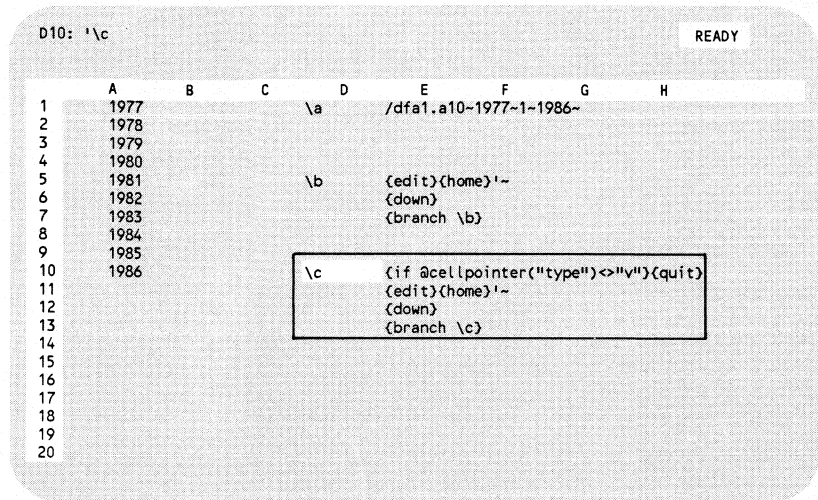 D10: '\c READY
A B C D E F G H
1 1977 \a /dfa1.a10~1977~1~1986~
2 1978
3 1979
4 1980
5 1981 \b {edit}{home}'~
6 1982 {down}
7 1983 {branch \b}
8 1984
9 1985
10 1986 \c {if @cellpointer("type")<>"v"}{quit}
11 {edit}{home}'~
12 {down}
13 {branch \c}
14
15
16
17
18
19
20